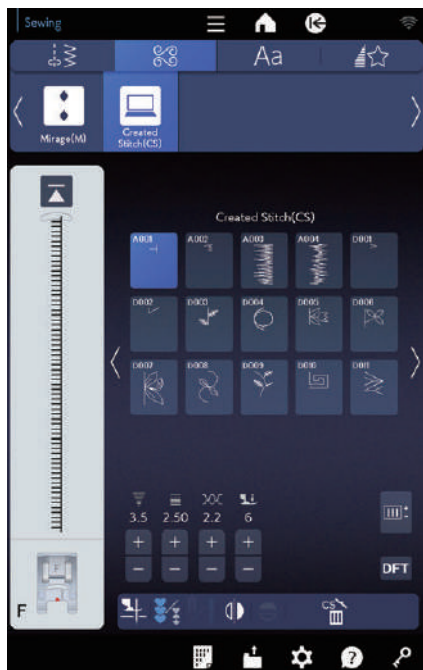 Sewing
Aa
Mirage(M)
Created
Stitch(CS)
Created Stitch(CS)
A001 A002 A003 A004 D001
D002 D003 D004 D005 D006
D007 D008 D009 D010 D011
3.5 2.50 2.2 6
+ + + +
- - - -
DFT
F
CS
?